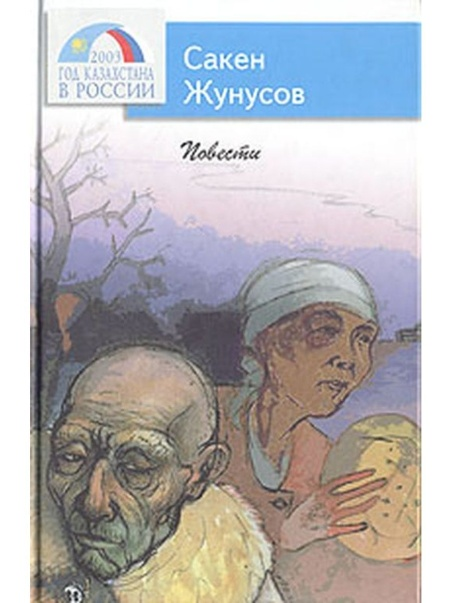 2003
ГОД КАЗАХСТАНА
В РОССИИ
Сакен
Жунусов
Повести